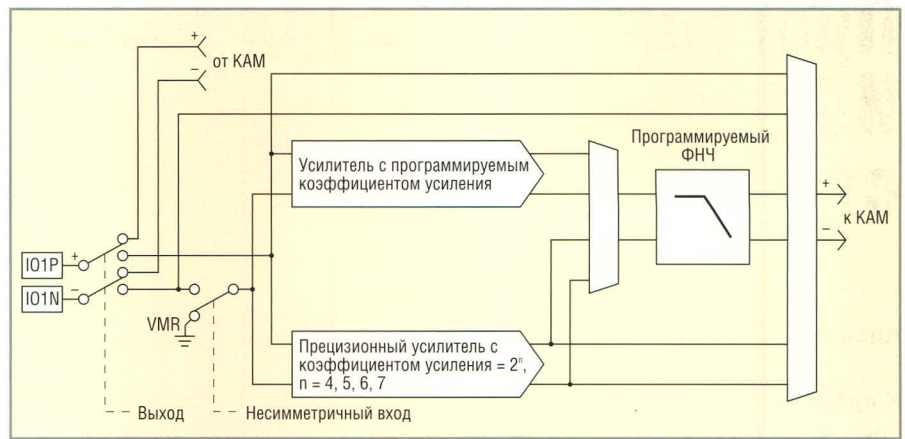 +
от КАМ
–
Программируемый
ФНЧ
Усилитель с программируемым
коэффициентом усиления
+
к КАМ
–
IO1P
+
IO1N
–
VMR
Прецизионный усилитель с
коэффициентом усиления = 2ⁿ,
n = 4, 5, 6, 7
Выход
Несимметричный вход